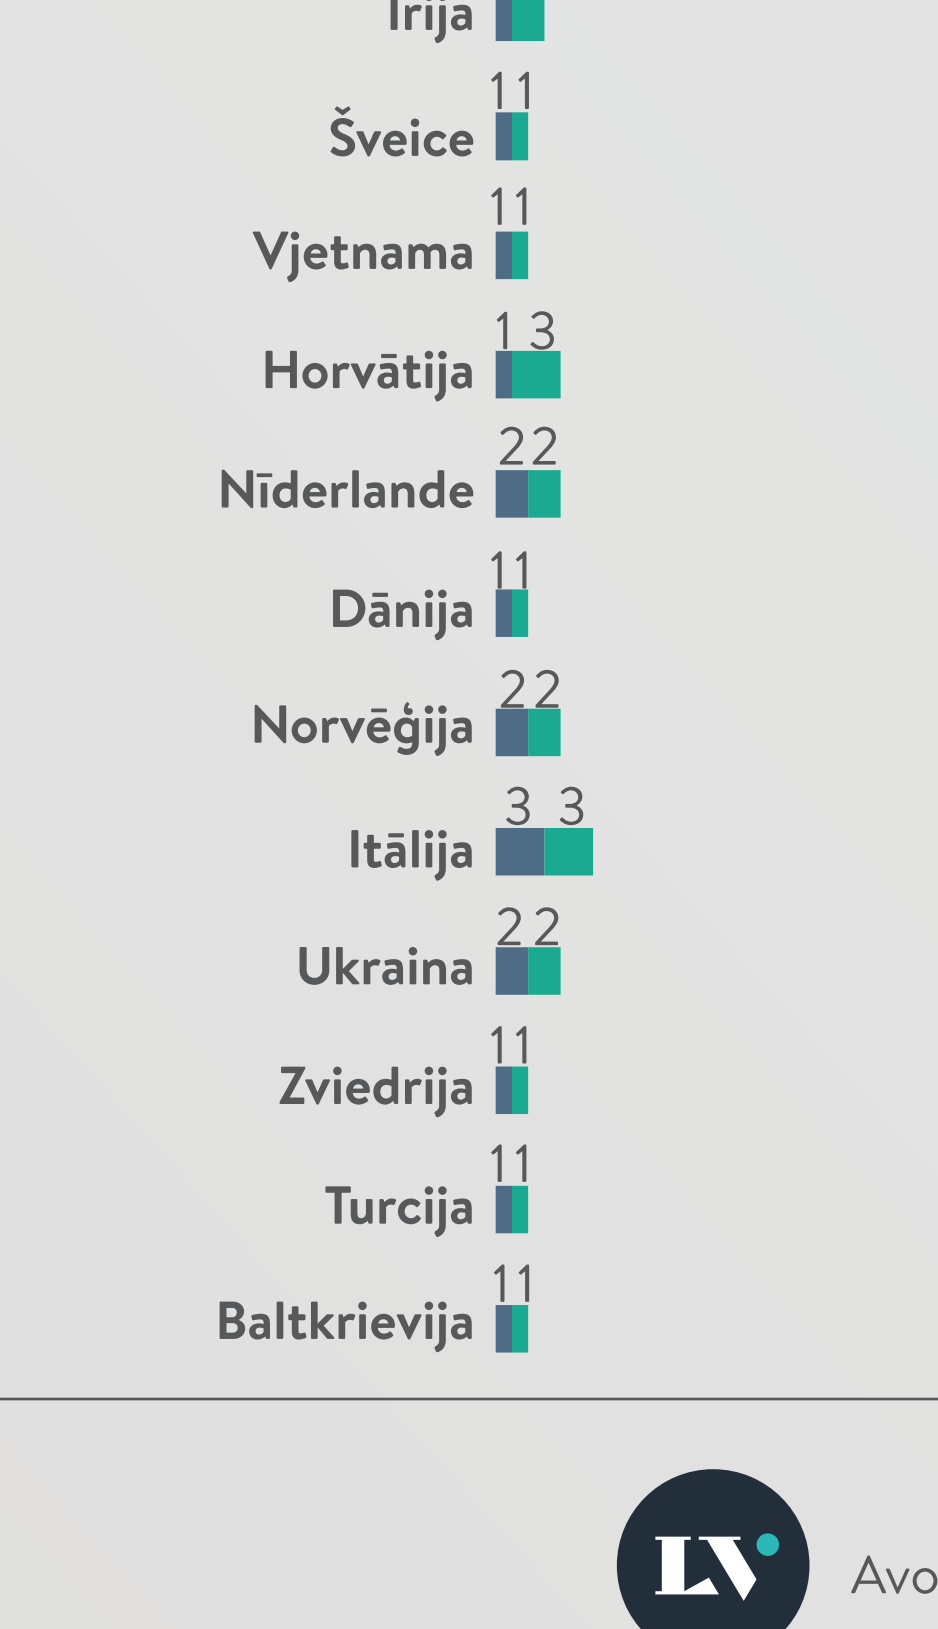 Īrija
1 1
Šveice
1 1
Vjetnama
1 3
Horvātija
2 2
Nīderlande
1 1
Dānija
2 2
Norvēģija
3 3
Itālija
2 2
Ukraina
1 1
Zviedrija
1 1
Turcija
1 1
Baltkrievija
LV
Avo